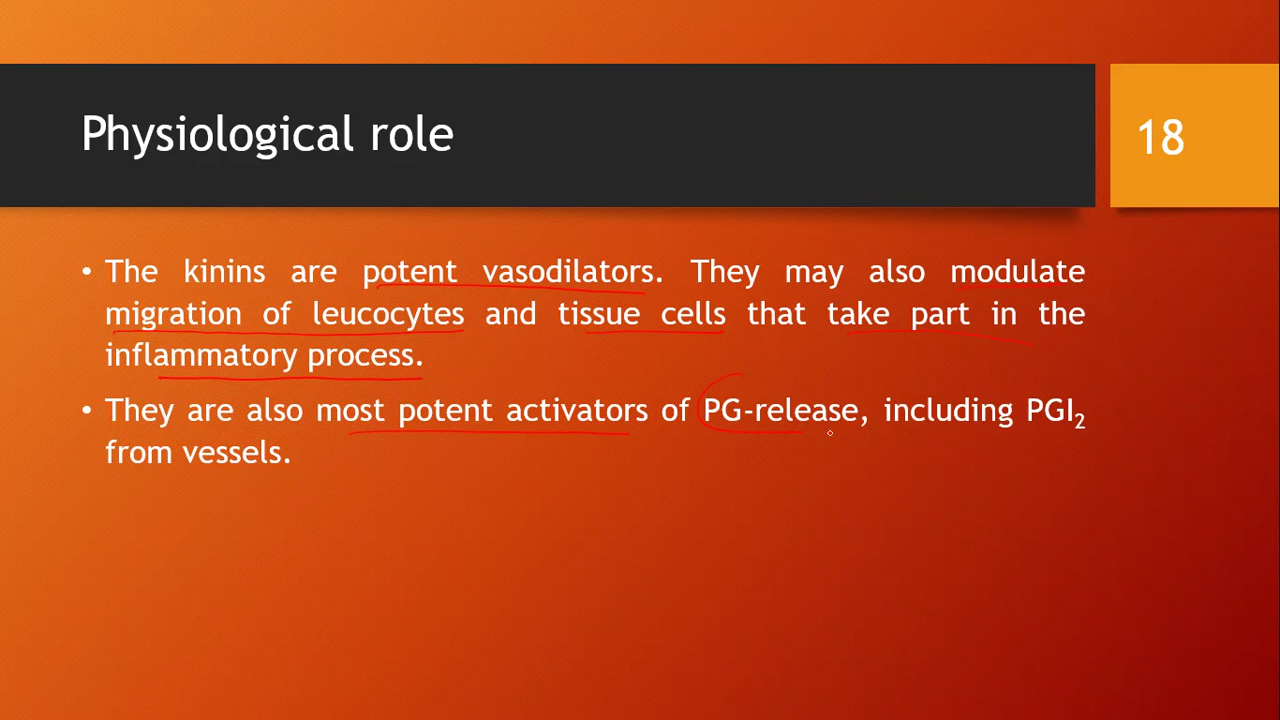 Physiological role
18
• The kinins are potent vasodilators. They may also modulate
migration of leucocytes and tissue cells that take part in the
inflammatory process.
• They are also most potent activators of PG-release, including PGI₂
from vessels.